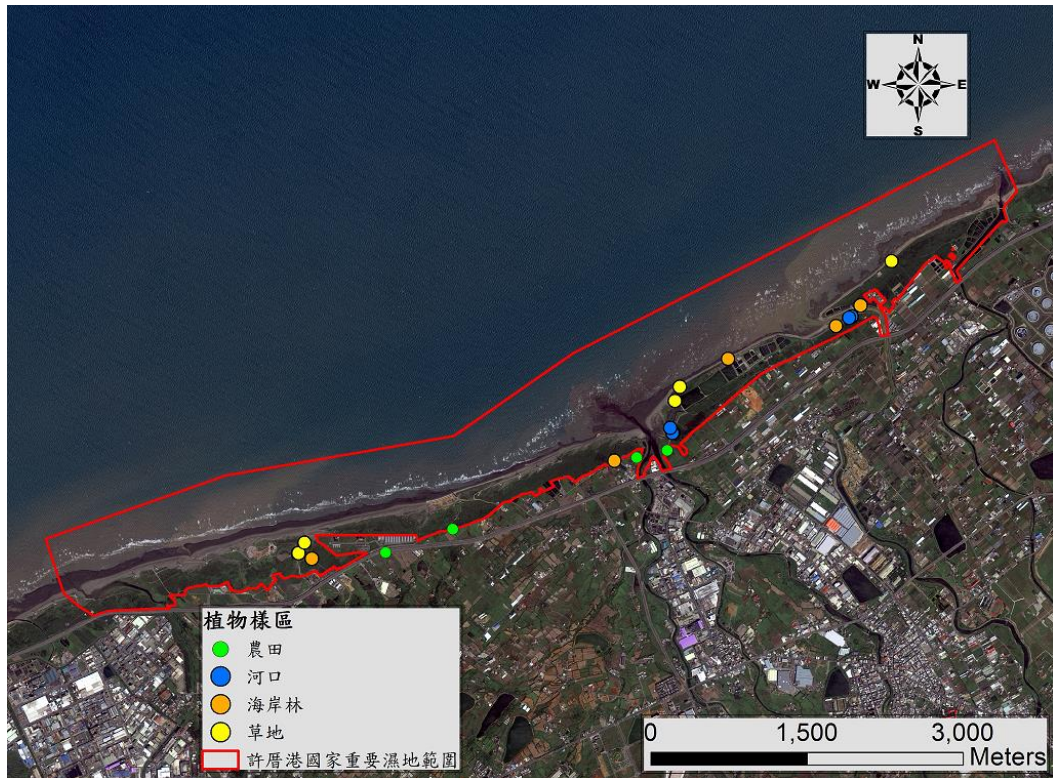 N
W E
S
植物樣區
農田
河口
海岸林
草地
許厝港國家重要濕地範圍
0 1,500 3,000
Meters